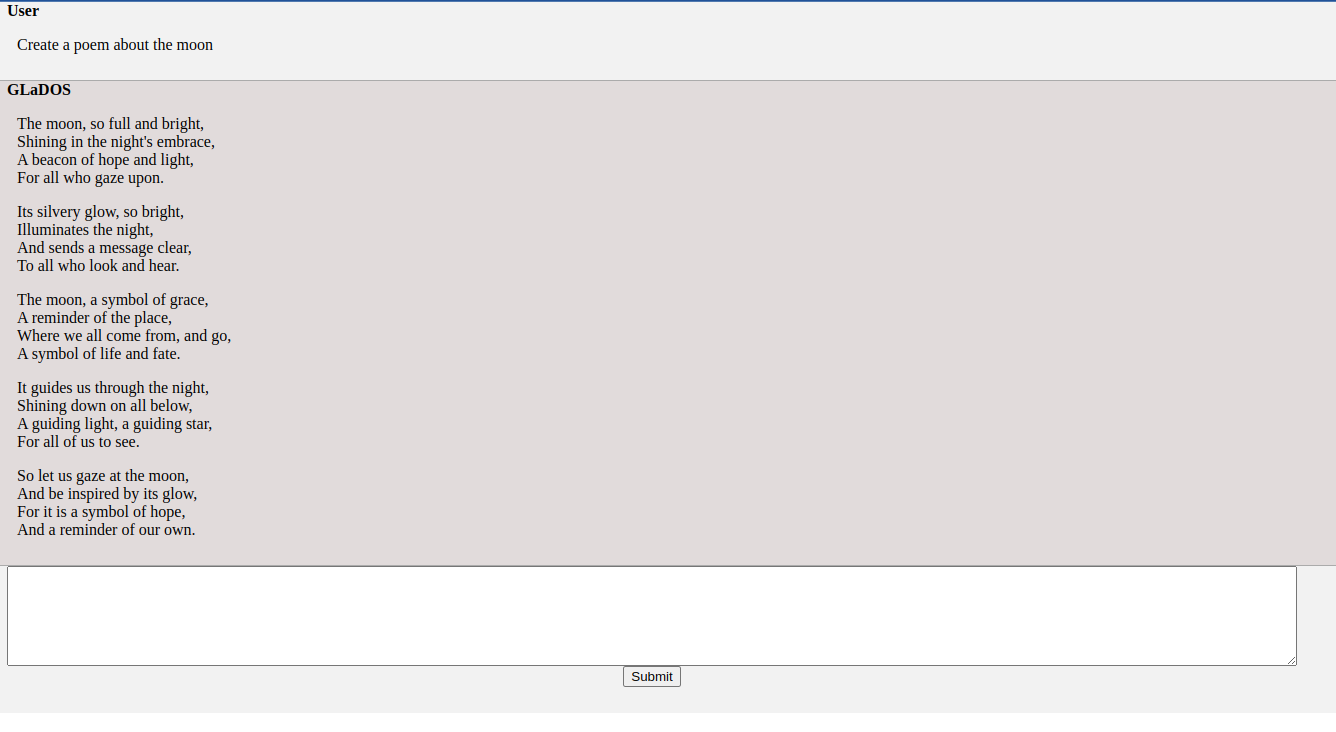 User
Create a poem about the moon
GLaDOS
The moon, so full and bright,
Shining in the night's embrace,
A beacon of hope and light,
For all who gaze upon.
Its silvery glow, so bright,
Illuminates the night,
And sends a message clear,
To all who look and hear.
The moon, a symbol of grace,
A reminder of the place,
Where we all come from, and go,
A symbol of life and fate.
It guides us through the night,
Shining down on all below,
A guiding light, a guiding star,
For all of us to see.
So let us gaze at the moon,
And be inspired by its glow,
For it is a symbol of hope,
And a reminder of our own.
Submit